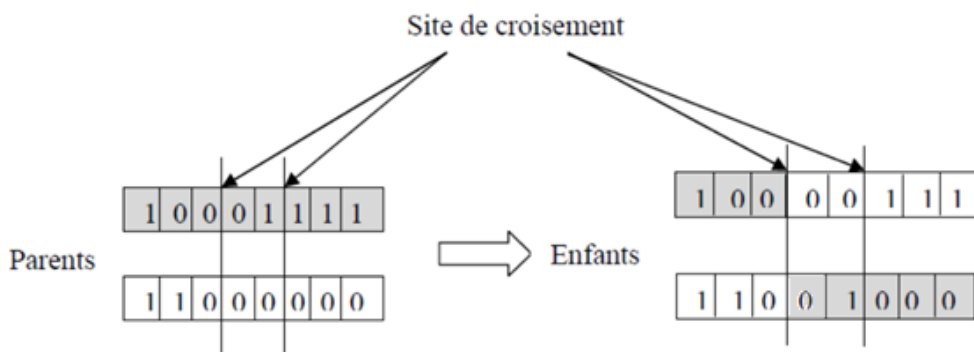 Site de croisement
1 0 0 0 1 1 1 1
1 0 0 0 0 1 1 1
Parents
Enfants
1 1 0 0 0 0 0 0
1 1 0 0 1 0 0 0